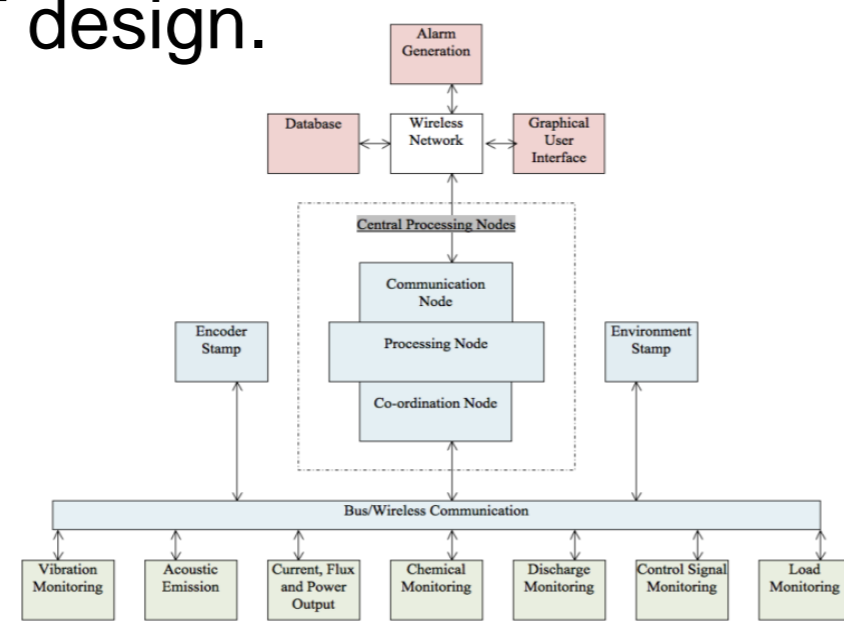 design.
Alarm
Generation
Database
Wireless
Network
Graphical
User
Interface
Central Processing Nodes
Communication
Node
Encoder
Stamp
Processing Node
Environment
Stamp
Co-ordination Node
Bus/Wireless Communication
Vibration
Monitoring
Acoustic
Emission
Current, Flux
and Power
Output
Chemical
Monitoring
Discharge
Monitoring
Control Signal
Monitoring
Load
Monitoring